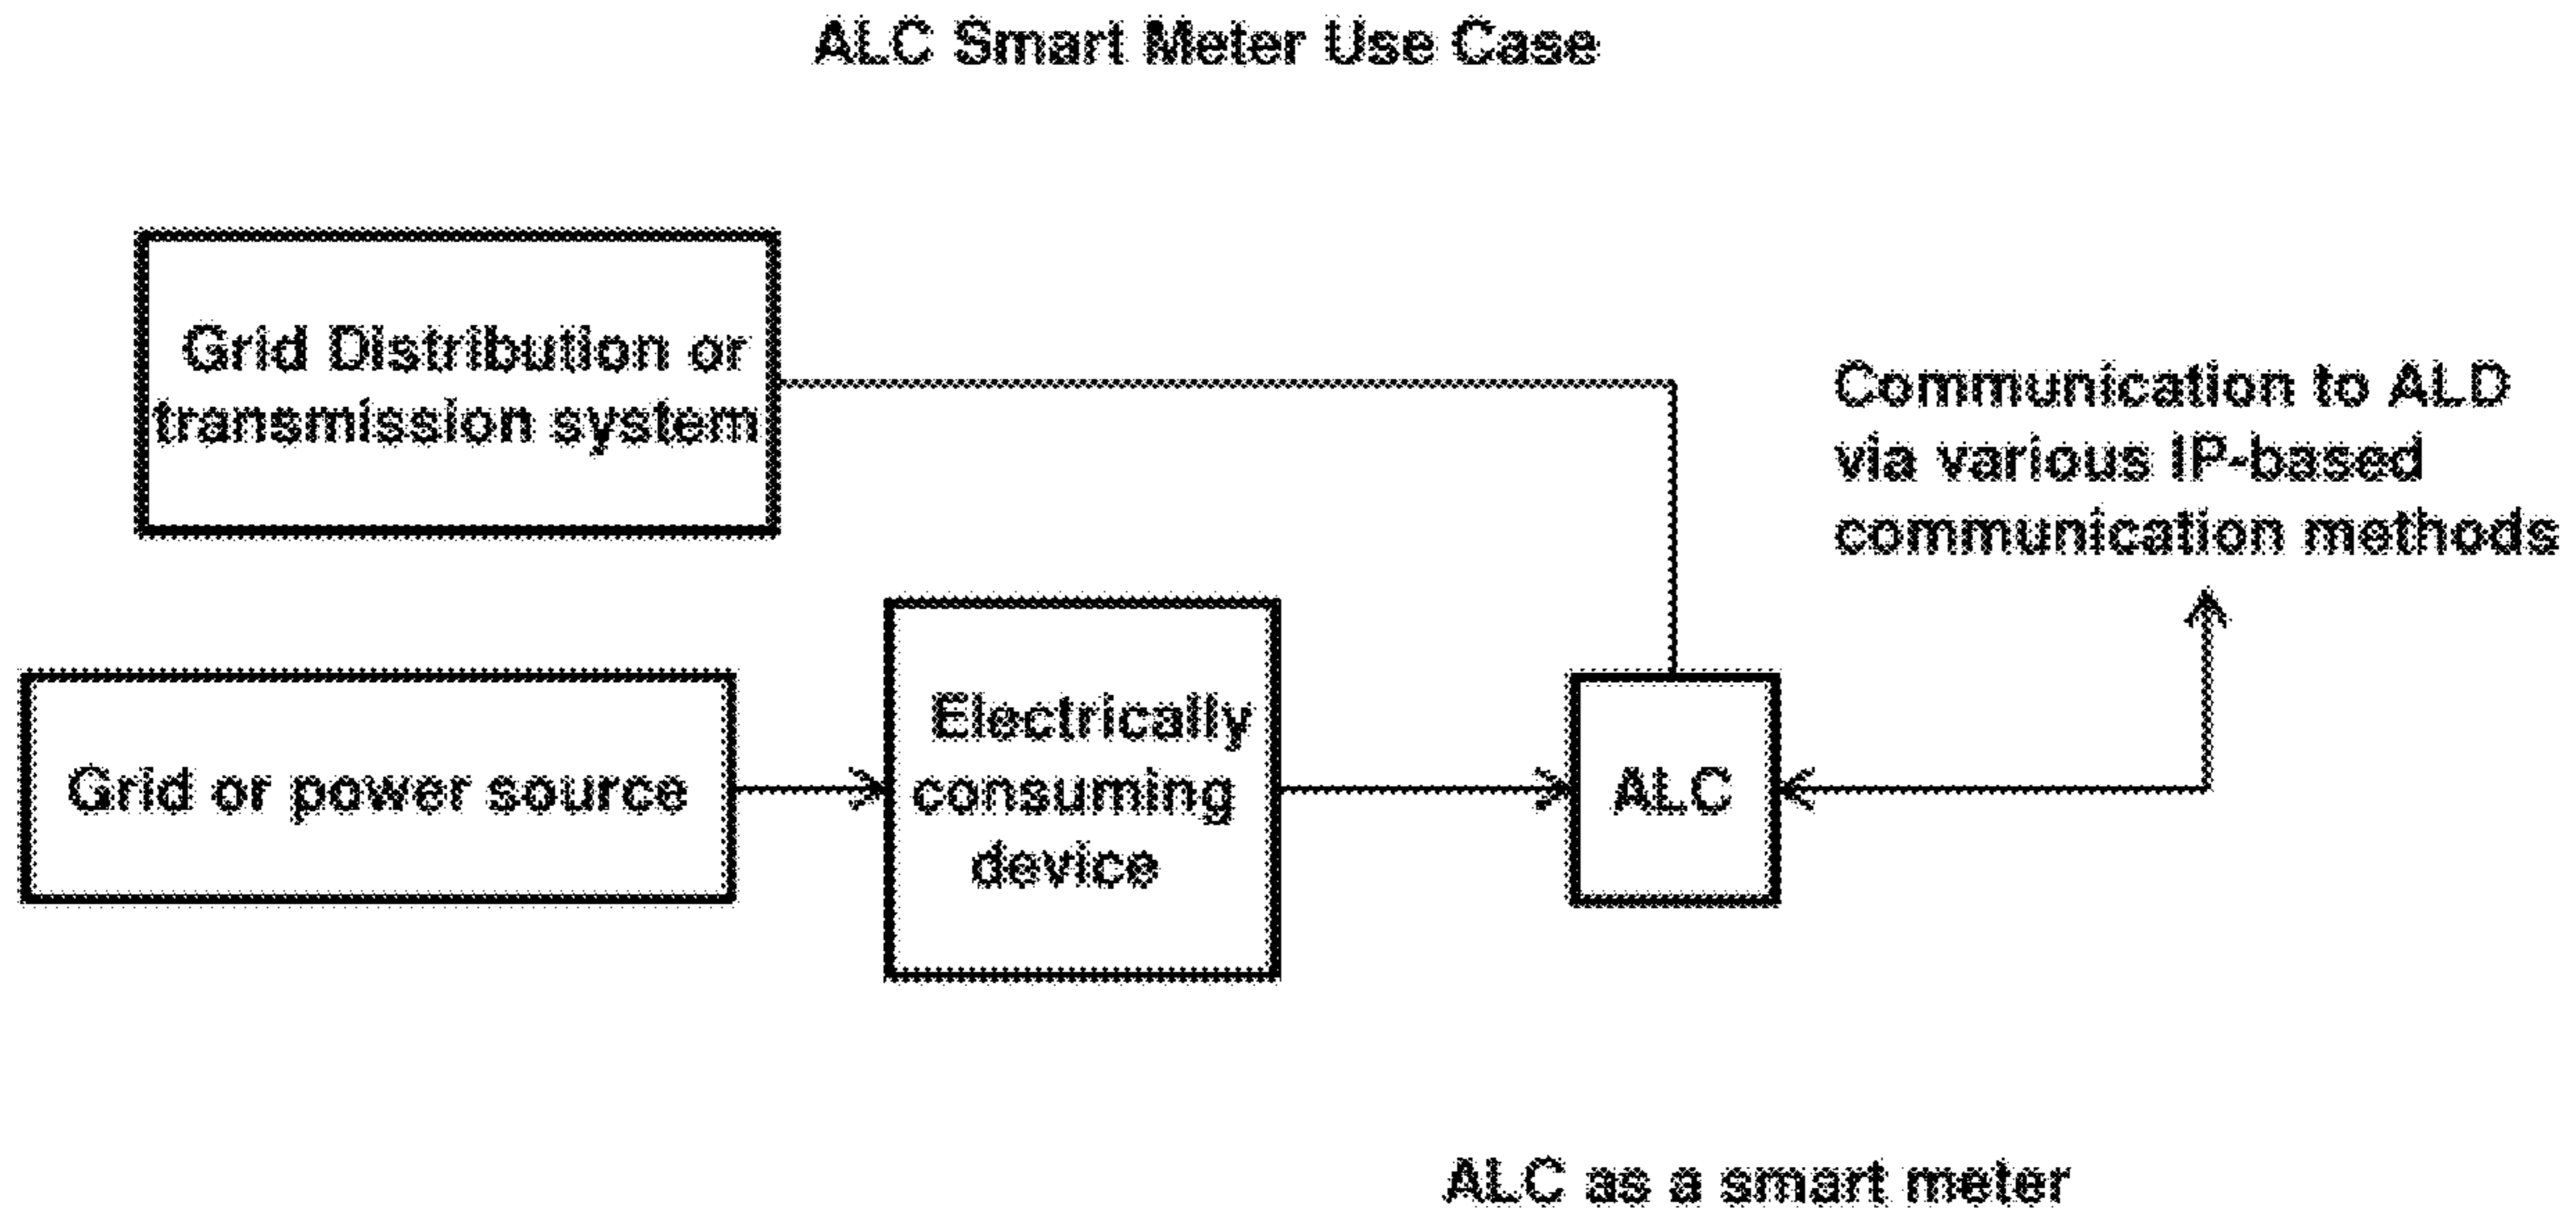 ALC Smart Meter Use Case
Grid Distribution or
transmission system
Communication to ALD
via various IP-based
communication methods
Grid or power source
Electrically
consuming
device
ALC
ALC as a smart meter